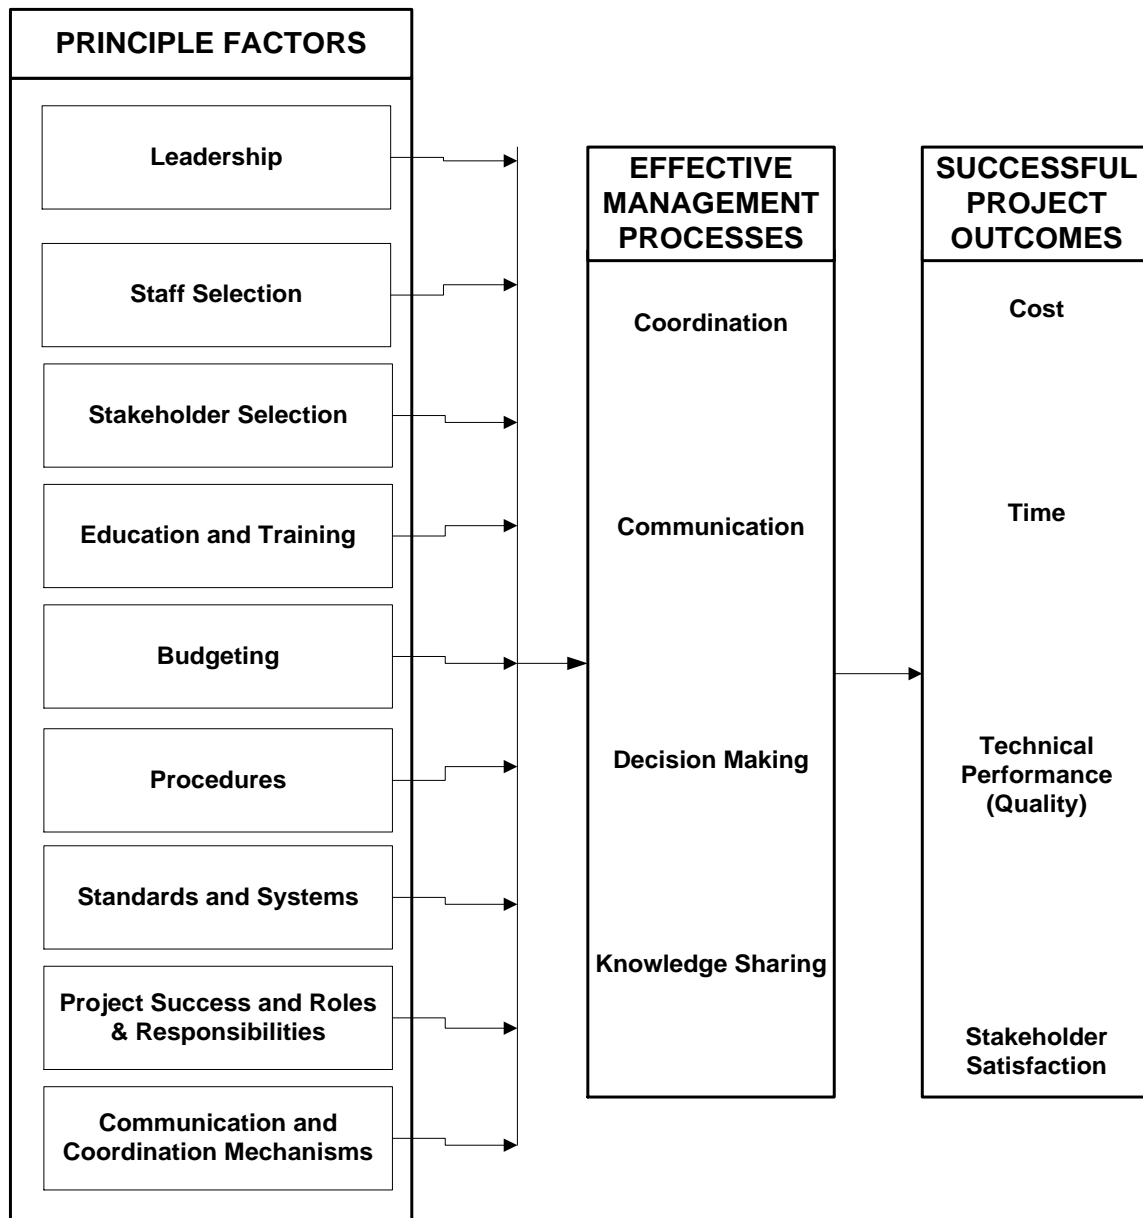 PRINCIPLE FACTORS
Leadership
Staff Selection
Stakeholder Selection
Education and Training
Budgeting
Procedures
Standards and Systems
Project Success and Roles
& Responsibilities
Communication and
Coordination Mechanisms
EFFECTIVE
MANAGEMENT
PROCESSES
Coordination
Communication
Decision Making
Knowledge Sharing
SUCCESSFUL
PROJECT
OUTCOMES
Cost
Time
Technical
Performance
(Quality)
Stakeholder
Satisfaction